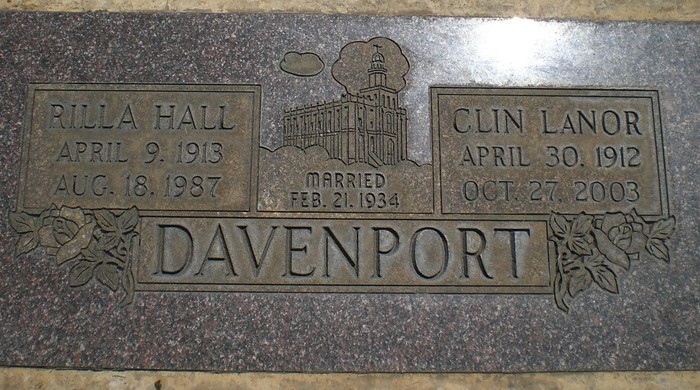 RILLA HALL
APRIL 9. 1913
AUG. 18. 1987
MARRIED
FEB. 21. 1934
CLIN LANOR
APRIL 30. 1912
OCT. 27. 2003
DAVENPORT